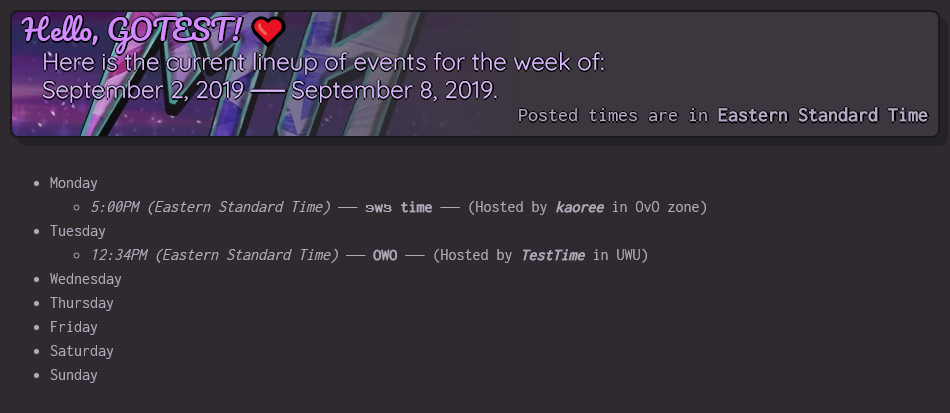 Hello, GOTEST! ❤
Here is the current lineup of events for the week of:
September 2, 2019 —— September 8, 2019.
Posted times are in Eastern Standard Time
• Monday
◦ 5:00PM (Eastern Standard Time) —— ɘwɘ time —— (Hosted by kaoree in OvO zone)
• Tuesday
◦ 12:34PM (Eastern Standard Time) —— OWO —— (Hosted by TestTime in UWU)
• Wednesday
• Thursday
• Friday
• Saturday
• Sunday